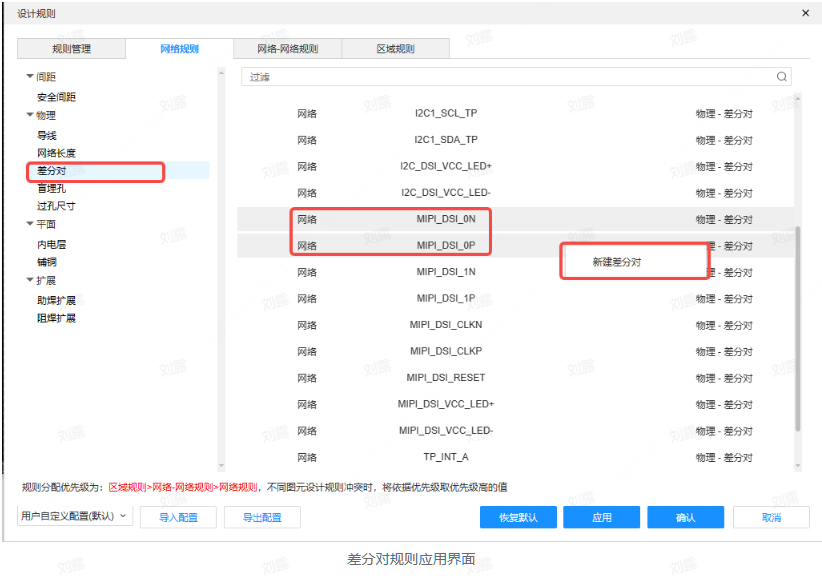 设计规则
规则管理 网络规则 网络-网络规则 区域规则
间距
安全间距
物理
导线
网络长度
差分对
盲埋孔
过孔尺寸
平面
内电层
铺铜
扩展
助焊扩展
阻焊扩展
过滤
网络 I2C1_SCL_TP 物理 - 差分对
网络 I2C1_SDA_TP 物理 - 差分对
网络 I2C_DSI_VCC_LED+ 物理 - 差分对
网络 I2C_DSI_VCC_LED- 物理 - 差分对
网络 MIPI_DSI_0N 物理 - 差分对
网络 MIPI_DSI_0P 理 - 差分对
新建差分对
网络 MIPI_DSI_1N 理 - 差分对
网络 MIPI_DSI_1P 物理 - 差分对
网络 MIPI_DSI_CLKN 物理 - 差分对
网络 MIPI_DSI_CLKP 物理 - 差分对
网络 MIPI_DSI_RESET 物理 - 差分对
网络 MIPI_DSI_VCC_LED+ 物理 - 差分对
网络 MIPI_DSI_VCC_LED- 物理 - 差分对
网络 TP_INT_A 物理 - 差分对
规则分配优先级为：区域规则>网络-网络规则>网络规则，不同图元设计规则冲突时，将依据优先级取优先级高的值
用户自定义配置(默认) 导入配置 导出配置 恢复默认 应用 确认 取消
差分对规则应用界面
刘露